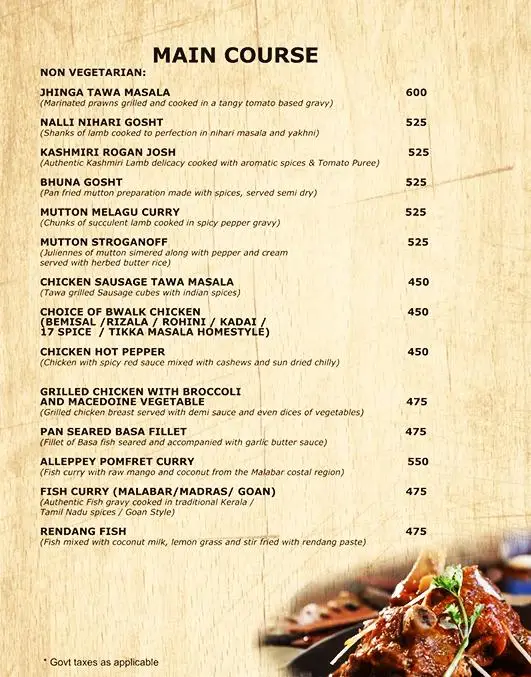 MAIN COURSE
NON VEGETARIAN:
JHINGA TAWA MASALA 600
(Marinated prawns grilled and cooked in a tangy tomato based gravy)
NALLI NIHARI GOSHT 525
(Shanks of lamb cooked to perfection in nihari masala and yakhni)
KASHMIRI ROGAN JOSH 525
(Authentic Kashmiri Lamb delicacy cooked with aromatic spices & Tomato Puree)
BHUNA GOSHT 525
(Pan fried mutton preparation made with spices, served semi dry)
MUTTON MELAGU CURRY 525
(Chunks of succulent lamb cooked in spicy pepper gravy)
MUTTON STROGANOFF 525
(Juliennes of mutton simered along with pepper and cream
served with herbed butter rice)
CHICKEN SAUSAGE TAWA MASALA 450
(Tawa grilled Sausage cubes with indian spices)
CHOICE OF BWALK CHICKEN 450
(BEMISAL /RIZALA / ROHINI / KADAI /
17 SPICE / TIKKA MASALA HOMESTYLE)
CHICKEN HOT PEPPER 450
(Chicken with spicy red sauce mixed with cashews and sun dried chilly)
GRILLED CHICKEN WITH BROCCOLI
AND MACEDOINE VEGETABLE 475
(Grilled chicken breast served with demi sauce and even dices of vegetables)
PAN SEARED BASA FILLET 475
(Fillet of Basa fish seared and accompanied with garlic butter sauce)
ALLEPPEY POMFRET CURRY 550
(Fish curry with raw mango and coconut from the Malabar costal region)
FISH CURRY (MALABAR/MADRAS/ GOAN) 475
(Authentic Fish gravy cooked in traditional Kerala /
Tamil Nadu spices / Goan Style)
RENDANG FISH 475
(Fish mixed with coconut milk, lemon grass and stir fried with rendang paste)
* Govt taxes as applicable